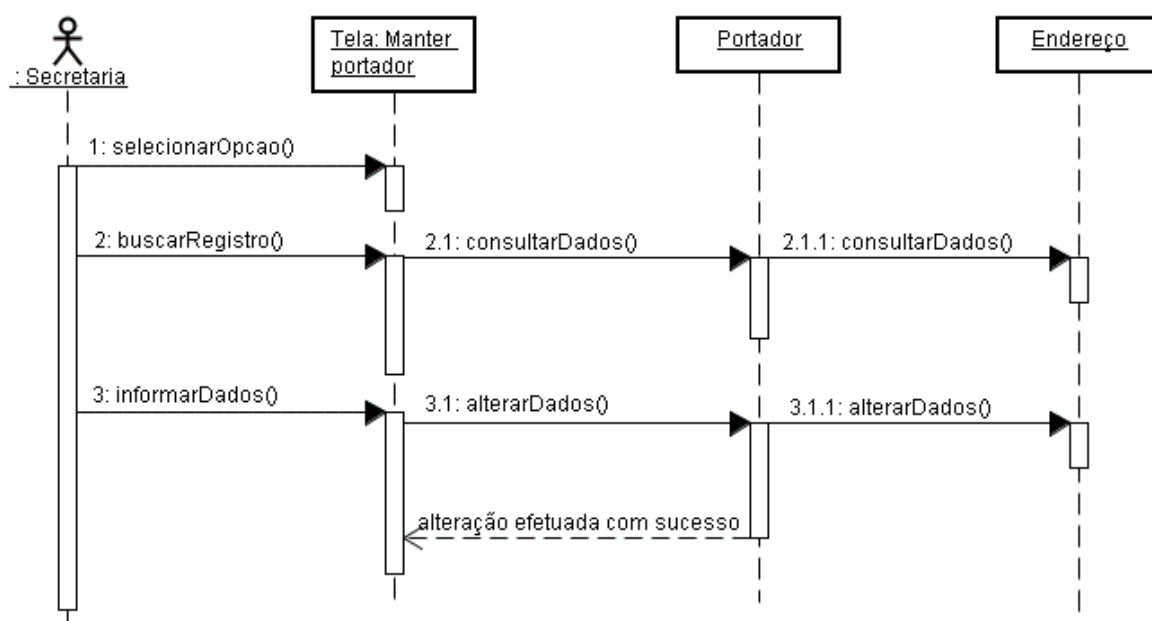 : Secretaria
Tela: Manter
portador
Portador
Endereço
1: selecionarOpcao()
2: buscarRegistro()
2.1: consultarDados()
2.1.1: consultarDados()
3: informarDados()
3.1: alterarDados()
3.1.1: alterarDados()
alteração efetuada com sucesso